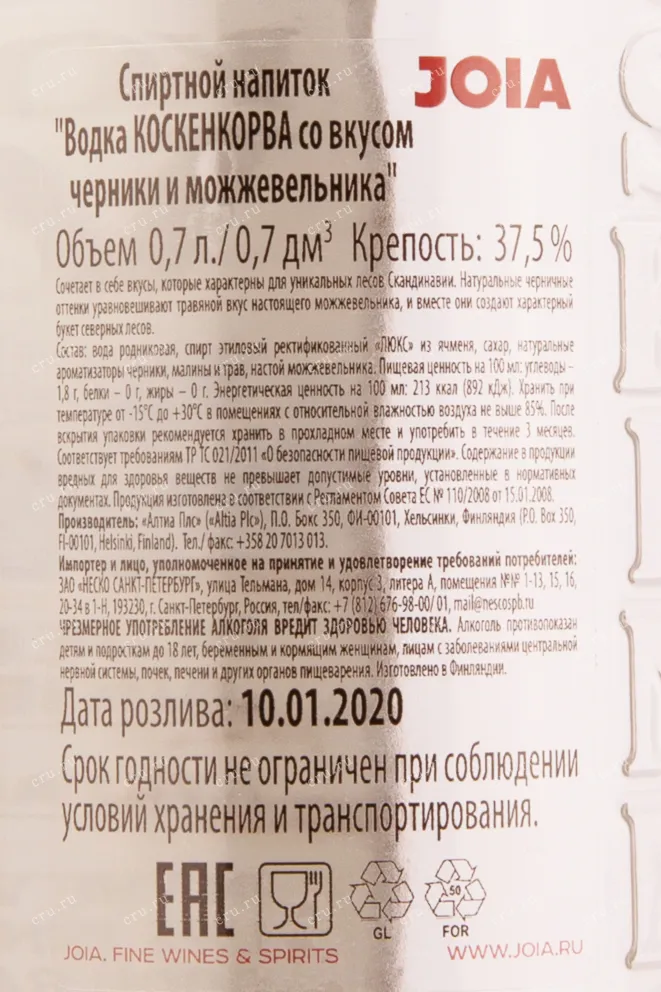 JOIA
Спиртной напиток
"Водка КОСКЕНКОРВА со вкусом
черники и можжевельника"
Объем 0,7 л./ 0,7 дм³ Крепость: 37,5 %
Сочетает в себе вкусы, которые характерны для уникальных лесов Скандинавии. Натуральные черничные
оттенки уравновешивают травяной вкус настоящего можжевельника, и вместе они создают характерный
букет северных лесов.
Состав: вода родниковая, спирт этиловый ректификованный «ЛЮКС» из ячменя, сахар, натуральные
ароматизаторы черники, малины и трав, настой можжевельника. Пищевая ценность на 100 мл: углеводы –
1,8 г, белки – 0 г, жиры – 0 г. Энергетическая ценность на 100 мл: 213 ккал (892 кДж). Хранить при
температуре от -15°С до +30°С в помещениях с относительной влажностью воздуха не выше 85%. После
вскрытия упаковки рекомендуется хранить в прохладном месте и употребить в течение 3 месяцев.
Соответствует требованиям ТР ТС 021/2011 «О безопасности пищевой продукции». Содержание в продукции
вредных для здоровья веществ не превышает допустимые уровни, установленные в нормативных
документах. Продукция изготовлена в соответствии с Регламентом Совета ЕС № 110/2008 от 15.01.2008.
Производитель: «Алтиа Плс» («Altia Plc»), П.О. Бокс 350, ФИ-00101, Хельсинки, Финляндия (P.O. Box 350,
FI-00101, Helsinki, Finland). Тел./ факс: +358 20 7013 013.
Импортер и лицо, уполномоченное на принятие и удовлетворение требований потребителей:
ЗАО «НЕСКО САНКТ-ПЕТЕРБУРГ», улица Тельмана, дом 14, корпус 3, литера А, помещения №№ 1-13, 15, 16,
20-34 в 1-Н, 193230, г. Санкт-Петербург, Россия, тел/факс: +7 (812) 676-98-00/ 01, mail@nescospb.ru
ЧРЕЗМЕРНОЕ УПОТРЕБЛЕНИЕ АЛКОГОЛЯ ВРЕДИТ ЗДОРОВЬЮ ЧЕЛОВЕКА. Алкоголь противопоказан
детям и подросткам до 18 лет, беременным и кормящим женщинам, лицам с заболеваниями центральной
нервной системы, почек, печени и других органов пищеварения. Изготовлено в Финляндии.
Дата розлива: 10.01.2020
Срок годности не ограничен при соблюдении
условий хранения и транспортирования.
EAC
50
GL FOR
JOIA. FINE WINES & SPIRITS WWW.JOIA.RU